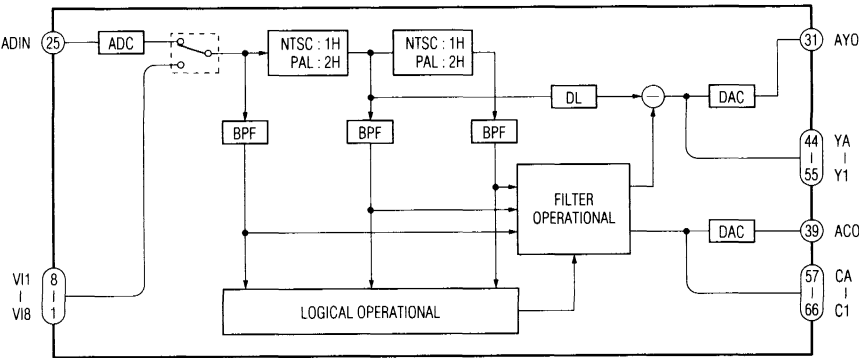 ADIN
25
ADC
NTSC : 1H
PAL : 2H
NTSC : 1H
PAL : 2H
31
AYO
DL
−
DAC
BPF
BPF
BPF
44
|
55
YA
|
Y1
FILTER
OPERATIONAL
DAC
39
ACO
VI1
|
VI8
8
|
1
LOGICAL OPERATIONAL
57
|
66
CA
|
C1